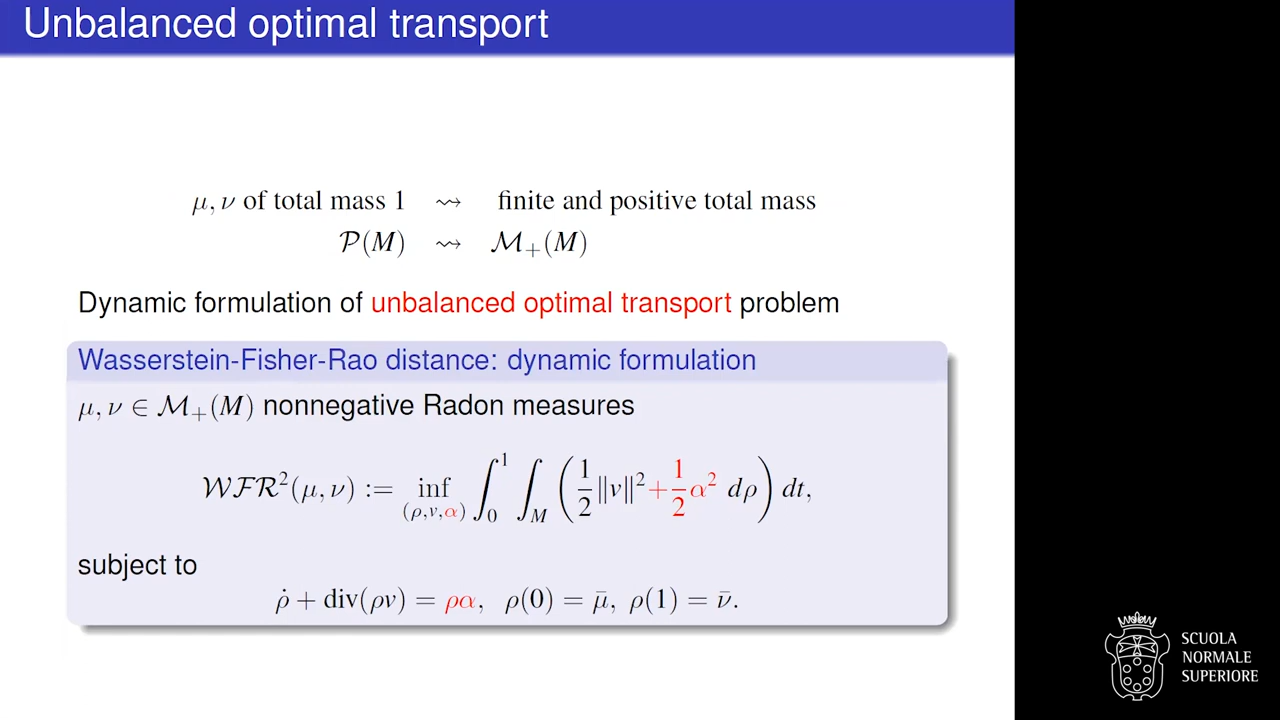 Unbalanced optimal transport
μ, ν of total mass 1 ⇝ finite and positive total mass
𝒫(M) ⇝ ℳ₊(M)
Dynamic formulation of unbalanced optimal transport problem
Wasserstein-Fisher-Rao distance: dynamic formulation
μ, ν ∈ ℳ₊(M) nonnegative Radon measures
𝒲ℱℛ²(μ, ν) := inf_{(ρ,v,α)} ∫₀¹ ∫_M (1/2 ‖v‖² + 1/2 α² dρ) dt,
subject to
ρ̇ + div(ρv) = ρα, ρ(0) = μ̄, ρ(1) = ν̄.
SCUOLA
NORMALE
SUPERIORE